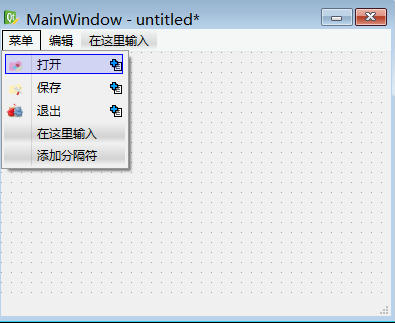 MainWindow - untitled*
菜单 编辑 在这里输入
打开
保存
退出
在这里输入
添加分隔符